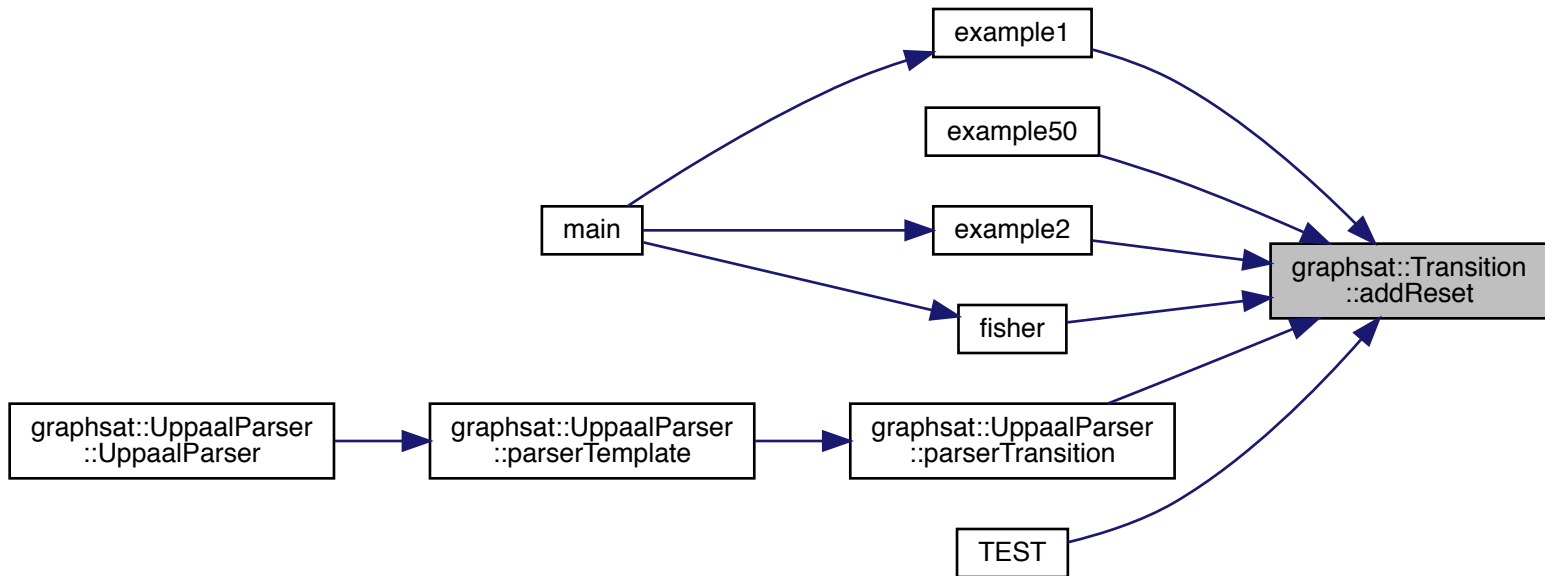 example1
example50
main
example2
graphsat::Transition
::addReset
fisher
graphsat::UppaalParser
::UppaalParser
graphsat::UppaalParser
::parserTemplate
graphsat::UppaalParser
::parserTransition
TEST